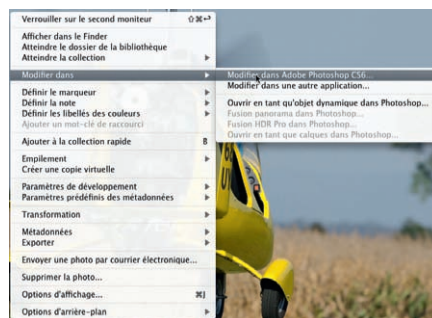 Verrouiller sur le second moniteur ⇧⌘↩
Afficher dans le Finder
Atteindre le dossier de la bibliothèque
Atteindre la collection
Modifier dans
Définir le marqueur
Définir la note
Définir les libellés des couleurs
Ajouter un mot-clé de raccourci
Ajouter à la collection rapide B
Empilement
Créer une copie virtuelle
Paramètres de développement
Paramètres prédéfinis des métadonnées
Transformation
Métadonnées
Exporter
Envoyer une photo par courrier électronique...
Supprimer la photo...
Options d'affichage... ⌘J
Options d'arrière-plan
Modifier dans Adobe Photoshop CS6...
Modifier dans une autre application...
Ouvrir en tant qu'objet dynamique dans Photoshop...
Fusion panorama dans Photoshop...
Fusion HDR Pro dans Photoshop...
Ouvrir en tant que calques dans Photoshop...